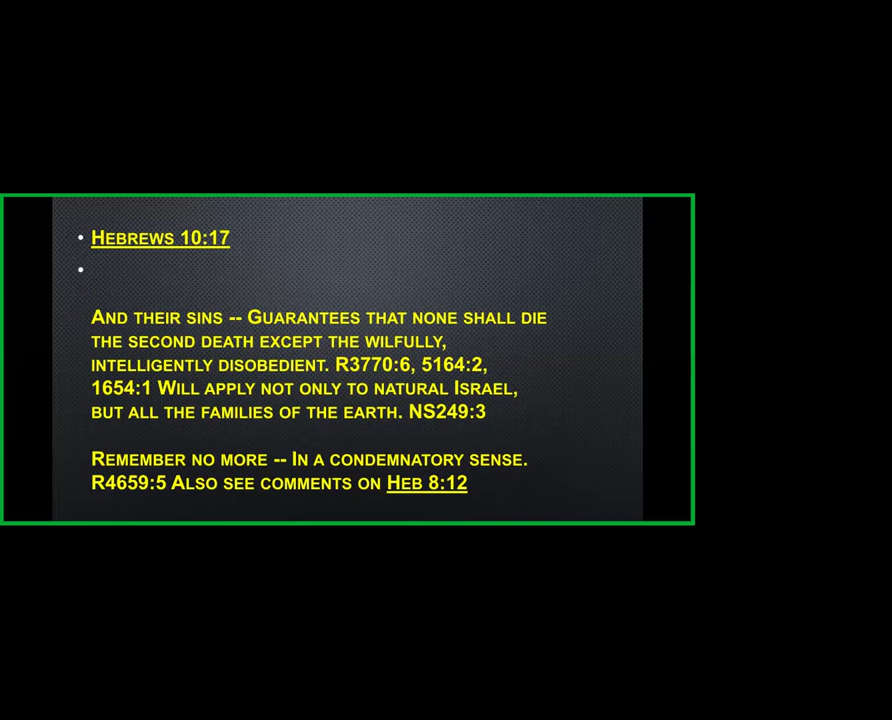 • Hebrews 10:17
•
And their sins -- Guarantees that none shall die
the second death except the wilfully,
intelligently disobedient. R3770:6, 5164:2,
1654:1 Will apply not only to natural Israel,
but all the families of the earth. NS249:3
Remember no more -- In a condemnatory sense.
R4659:5 Also see comments on Heb 8:12